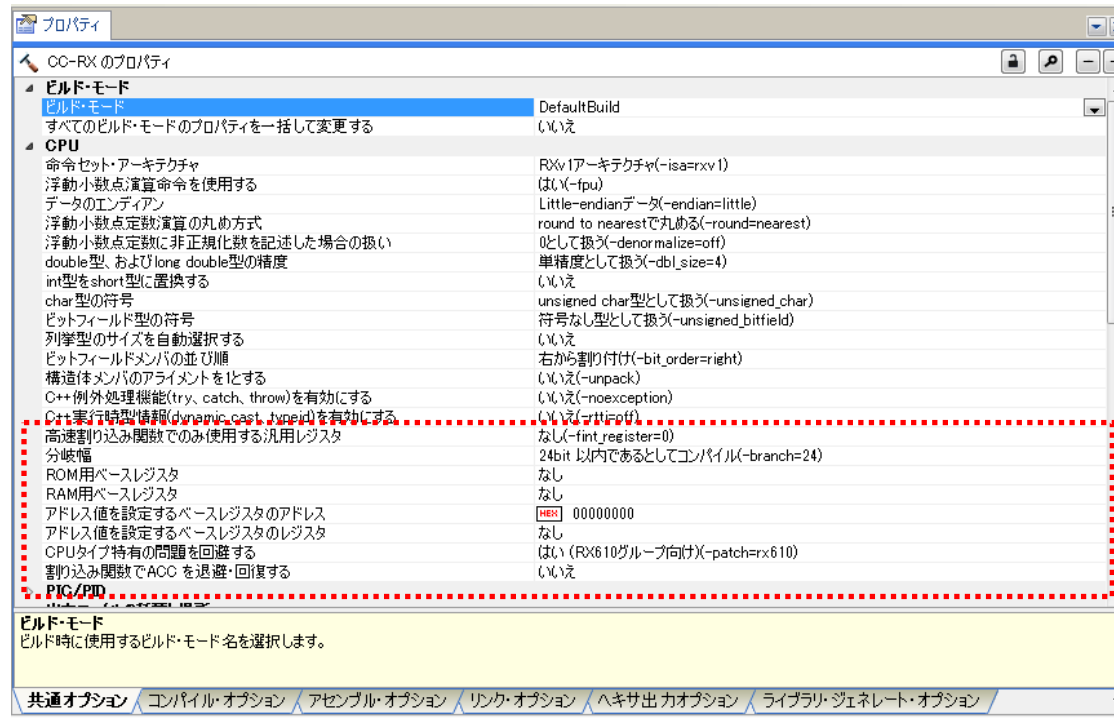 プロパティ
CC-RX のプロパティ
ビルド・モード
ビルド・モード DefaultBuild
すべてのビルド・モードのプロパティを一括して変更する いいえ
CPU
命令セット・アーキテクチャ RXv1アーキテクチャ(-isa=rxv1)
浮動小数点演算命令を使用する はい(-fpu)
データのエンディアン Little-endianデータ(-endian=little)
浮動小数点定数演算の丸め方式 round to nearestで丸める(-round=nearest)
浮動小数点定数に非正規化数を記述した場合の扱い 0として扱う(-denormalize=off)
double型、およびlong double型の精度 単精度として扱う(-dbl_size=4)
int型をshort型に置換する いいえ
char型の符号 unsigned char型として扱う(-unsigned_char)
ビットフィールド型の符号 符号なし型として扱う(-unsigned_bitfield)
列挙型のサイズを自動選択する いいえ
ビットフィールドメンバの並び順 右から割り付け(-bit_order=right)
構造体メンバのアライメントを1とする いいえ(-unpack)
C++例外処理機能(try、catch、throw)を有効にする いいえ(-noexception)
C++実行時型情報(dynamic_cast、typeid)を有効にする いいえ(-rtti=off)
高速割り込み関数でのみ使用する汎用レジスタ なし(-fint_register=0)
分岐幅 24bit 以内であるとしてコンパイル(-branch=24)
ROM用ベースレジスタ なし
RAM用ベースレジスタ なし
アドレス値を設定するベースレジスタのアドレス HEX 00000000
アドレス値を設定するベースレジスタのレジスタ なし
CPUタイプ特有の問題を回避する はい (RX610グループ向け)(-patch=rx610)
割り込み関数でACC を退避・回復する いいえ
PIC/PID
ビルド・モード
ビルド時に使用するビルド・モード名を選択します。
共通オプション コンパイル・オプション アセンブル・オプション リンク・オプション ヘキサ出力オプション ライブラリ・ジェネレート・オプション